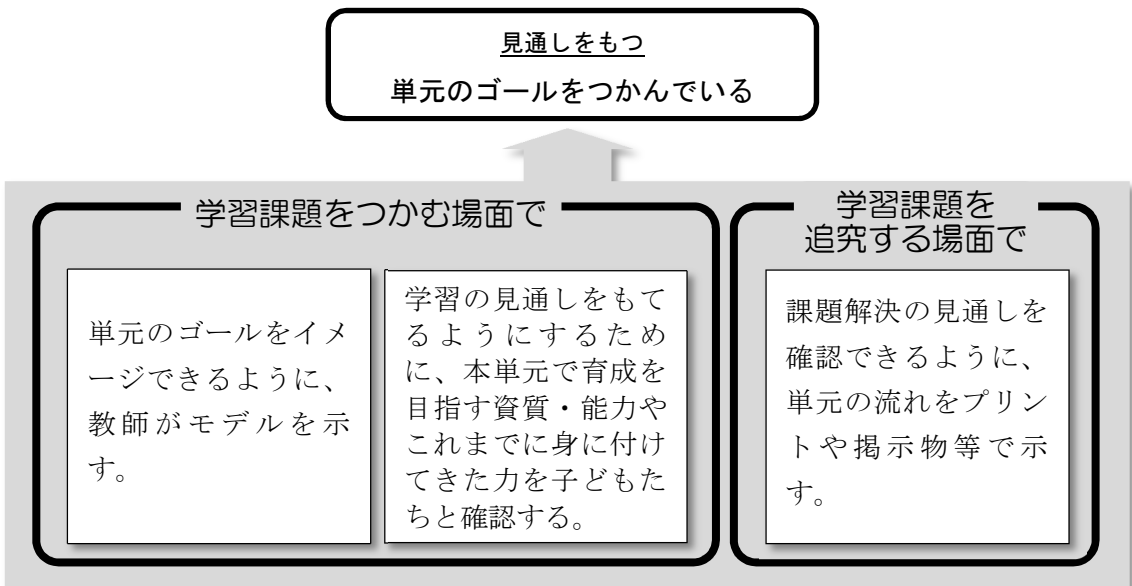 見通しをもつ
単元のゴールをつかんでいる
学習課題をつかむ場面で
単元のゴールをイメ
ージできるように、
教師がモデルを示
す。
学習の見通しをもて
るようにするため
に、本単元で育成を
目指す資質・能力や
これまでに身に付け
てきた力を子どもた
ちと確認する。
学習課題を
追究する場面で
課題解決の見通しを
確認できるように、
単元の流れをプリン
トや掲示物等で示
す。